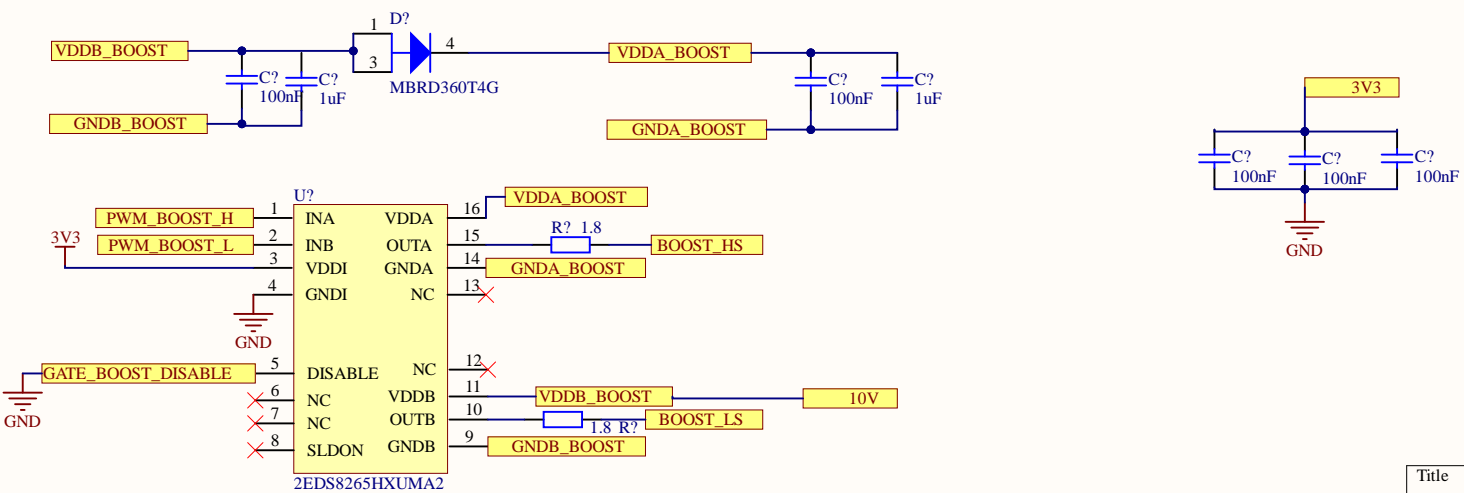 D?
1
VDDB_BOOST
4
VDDA_BOOST
3
C?
100nF
C?
1uF
MBRD360T4G
C?
100nF
C?
1uF
GNDB_BOOST
GNDA_BOOST
3V3
C?
100nF
C?
100nF
C?
100nF
GND
U?
VDDA_BOOST
PWM_BOOST_H
1
INA
VDDA
16
R? 1.8
3V3
PWM_BOOST_L
2
INB
OUTA
15
BOOST_HS
3
VDDI
GNDA
14
GNDA_BOOST
4
GNDI
NC
13
GND
GATE_BOOST_DISABLE
5
DISABLE
NC
12
GND
6
NC
VDDB
11
VDDB_BOOST
10V
7
NC
OUTB
10
BOOST_LS
1.8 R?
8
SLDON
GNDB
9
GNDB_BOOST
2EDS8265HXUMA2
Title